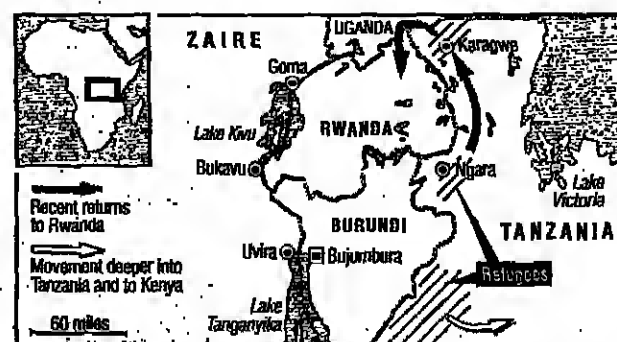 ZAIRE
UGANDA
Karagwe
Goma
Lake Kivu
RWANDA
Bukavu
Ngara
Lake
Victoria
Recent returns
to Rwanda
BURUNDI
TANZANIA
Uvira
Bujumbura
Movement deeper into
Tanzania and to Kenya
Refugees
Lake
Tanganyika
60 miles